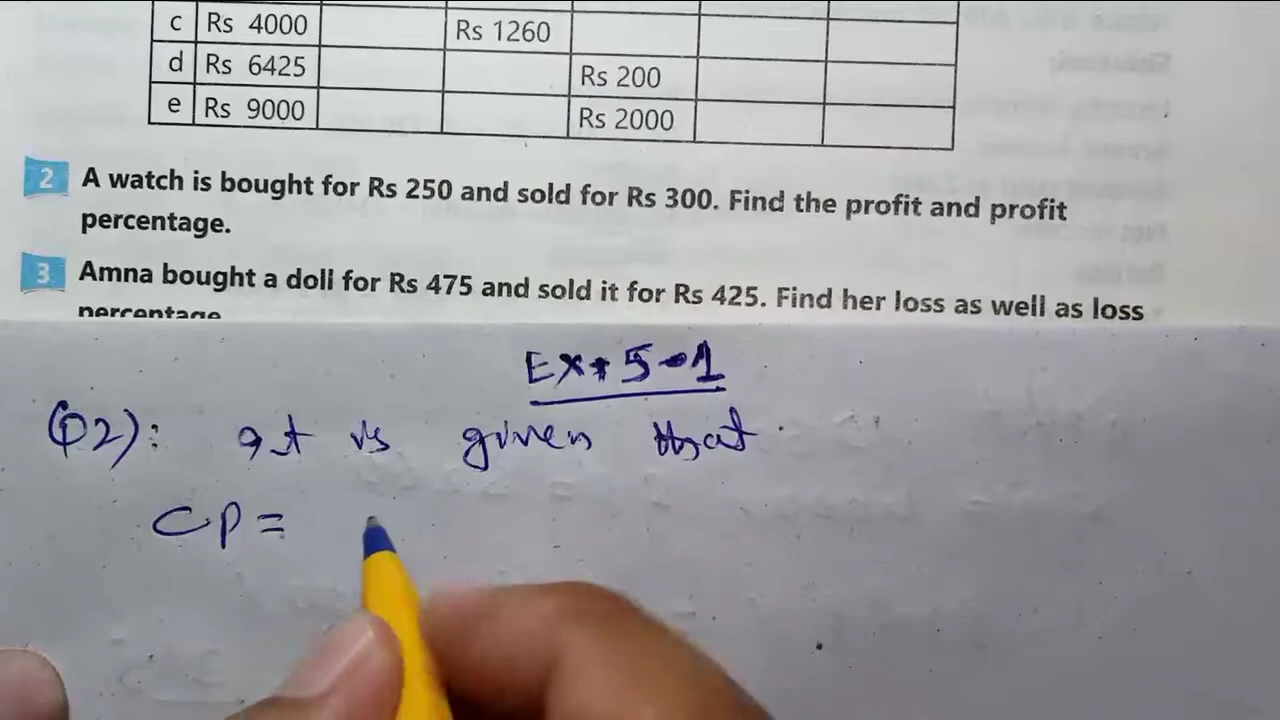 c Rs 4000 Rs 1260
d Rs 6425 Rs 200
e Rs 9000 Rs 2000
2 A watch is bought for Rs 250 and sold for Rs 300. Find the profit and profit
percentage.
3 Amna bought a doll for Rs 475 and sold it for Rs 425. Find her loss as well as loss
percentage
Ex. 5.1
Q2): It is given that
CP =